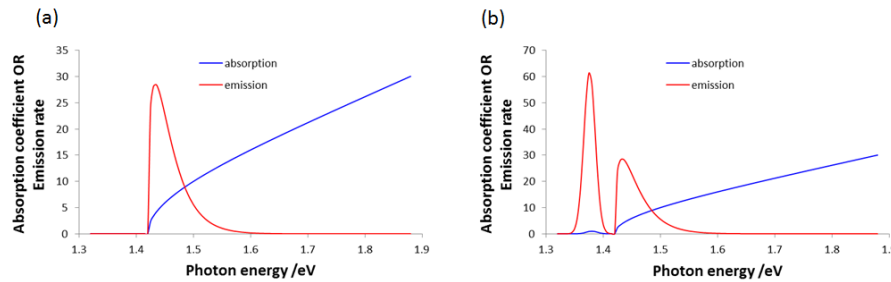 (a)
Absorption coefficient OR
Emission rate
35
30
25
20
15
10
5
0
absorption
emission
1.3 1.4 1.5 1.6 1.7 1.8 1.9
Photon energy /eV
(b)
Absorption coefficient OR
Emission rate
70
60
50
40
30
20
10
0
absorption
emission
1.3 1.4 1.5 1.6 1.7 1.8
Photon energy /eV